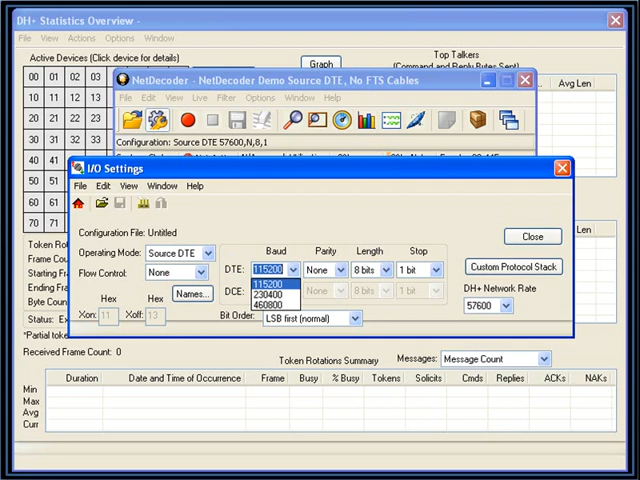 DH+ Statistics Overview -
File View Actions Options Window
Active Devices (Click device for details)
Graph
Top Talkers
(Command and Reply Bytes Sent)
Avg Len
00 01 02 03
10 11 12 13
20 21 22 23
30 31 32 33
40 41
50 51
60 61
70 71
NetDecoder - NetDecoder Demo Source DTE, No FTS Cables
File Edit View Live Filter Options Window Help
Configuration: Source DTE 57600,N,8,1
I/O Settings
File Edit View Window Help
Configuration File: Untitled
Close
Operating Mode: Source DTE
Flow Control: None
Names...
Hex Hex
Xon: 11 Xoff: 13
Baud Parity Length Stop
DTE: 115200 None 8 bits 1 bit
115200
230400
460800
DCE: None 8 bits 1 bit
Bit Order: LSB first (normal)
Custom Protocol Stack
DH+ Network Rate
57600
Avg Len
Token Rot
Frame Cou
Starting Fra
Ending Fra
Byte Count
Status: Ex
*Partial toke
Received Frame Count: 0
Token Rotations Summary
Messages: Message Count
Duration Date and Time of Occurrence Frame Busy % Busy Tokens Solicits Cmds Replies ACKs NAKs
Min
Max
Avg
Curr